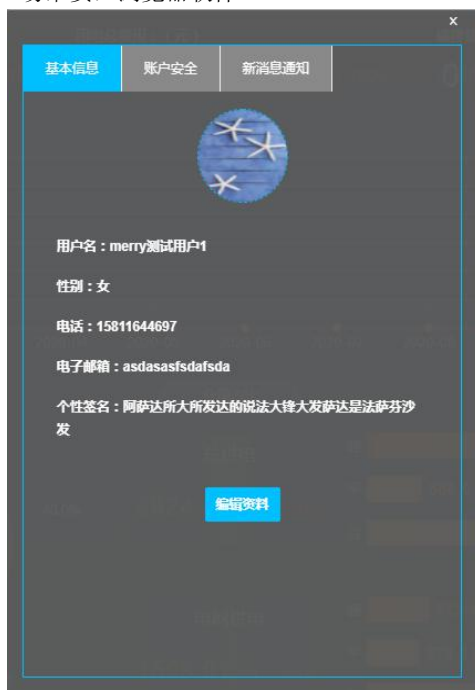 x
基本信息 账户安全 新消息通知
用户名：merry测试用户1
性别：女
电话：15811644697
电子邮箱：asdasasfsdafsda
个性签名：阿萨达所大所发达的说法大锋大发萨达是法萨芬沙
发
编辑资料